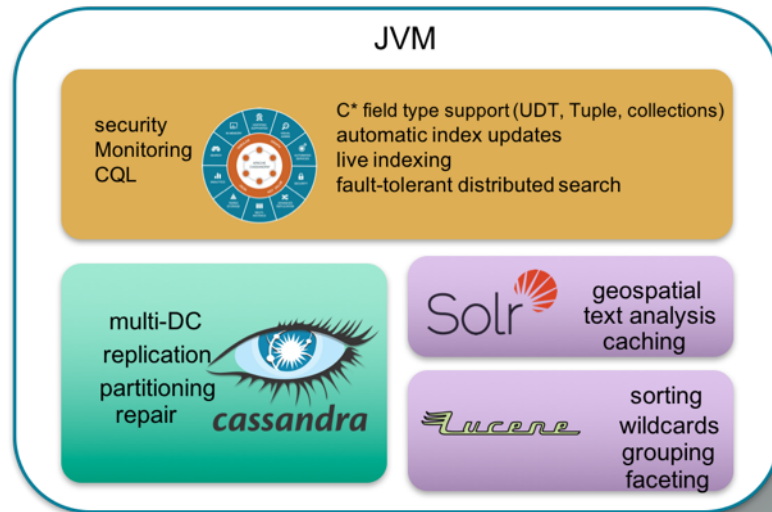 JVM
security
Monitoring
CQL
C* field type support (UDT, Tuple, collections)
automatic index updates
live indexing
fault-tolerant distributed search
multi-DC
replication
partitioning
repair
cassandra
Solr
geospatial
text analysis
caching
Lucene
sorting
wildcards
grouping
faceting